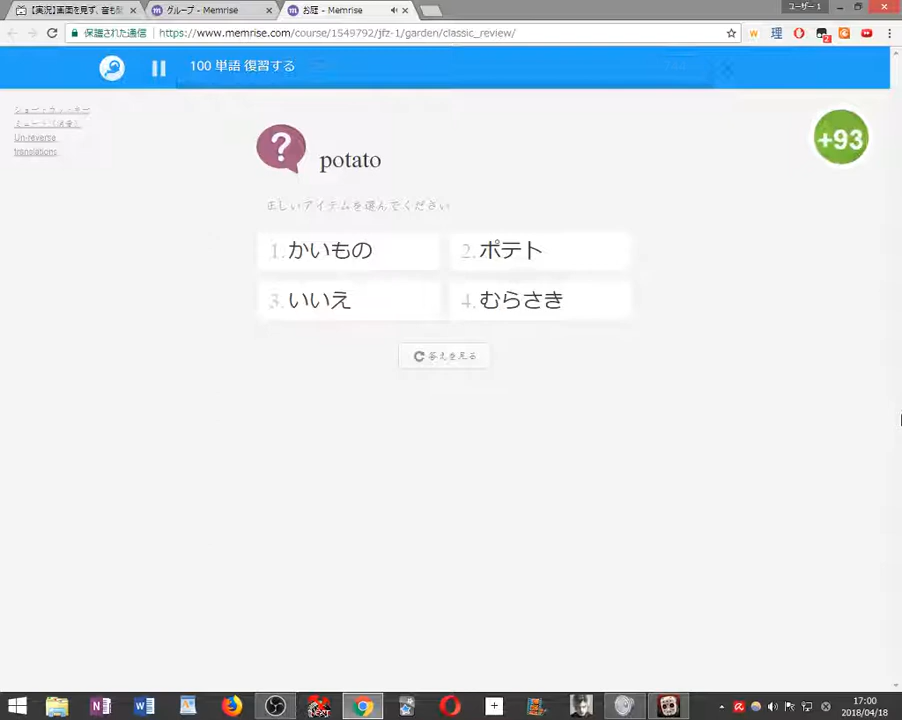 【実況】画面を見ず、音も
グループ - Memrise
お庭 - Memrise
ユーザー 1
保護された通信
https://www.memrise.com/course/1549792/jfz-1/garden/classic_review/
100 単語 復習する
Un-reverse
translations
+93
?
potato
正しいアイテムを選んでください
1. かいもの
2. ポテト
3. いいえ
4. むらさき
答えを見る
17:00
2018/04/18